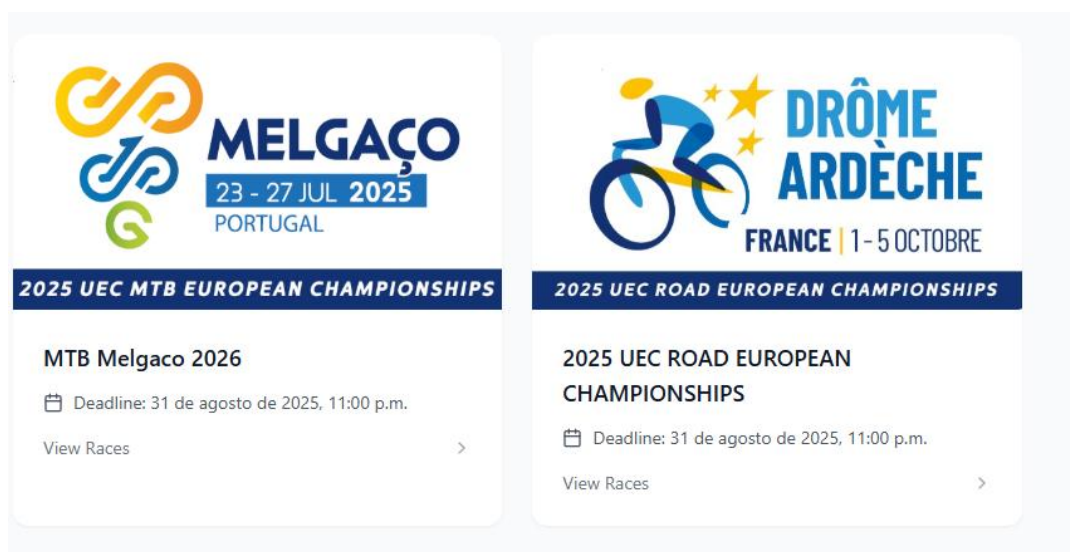 MELGAÇO
23 - 27 JUL 2025
PORTUGAL
2025 UEC MTB EUROPEAN CHAMPIONSHIPS
MTB Melgaco 2026
Deadline: 31 de agosto de 2025, 11:00 p.m.
View Races
DRÔME
ARDÈCHE
FRANCE | 1 - 5 OCTOBRE
2025 UEC ROAD EUROPEAN CHAMPIONSHIPS
2025 UEC ROAD EUROPEAN
CHAMPIONSHIPS
Deadline: 31 de agosto de 2025, 11:00 p.m.
View Races